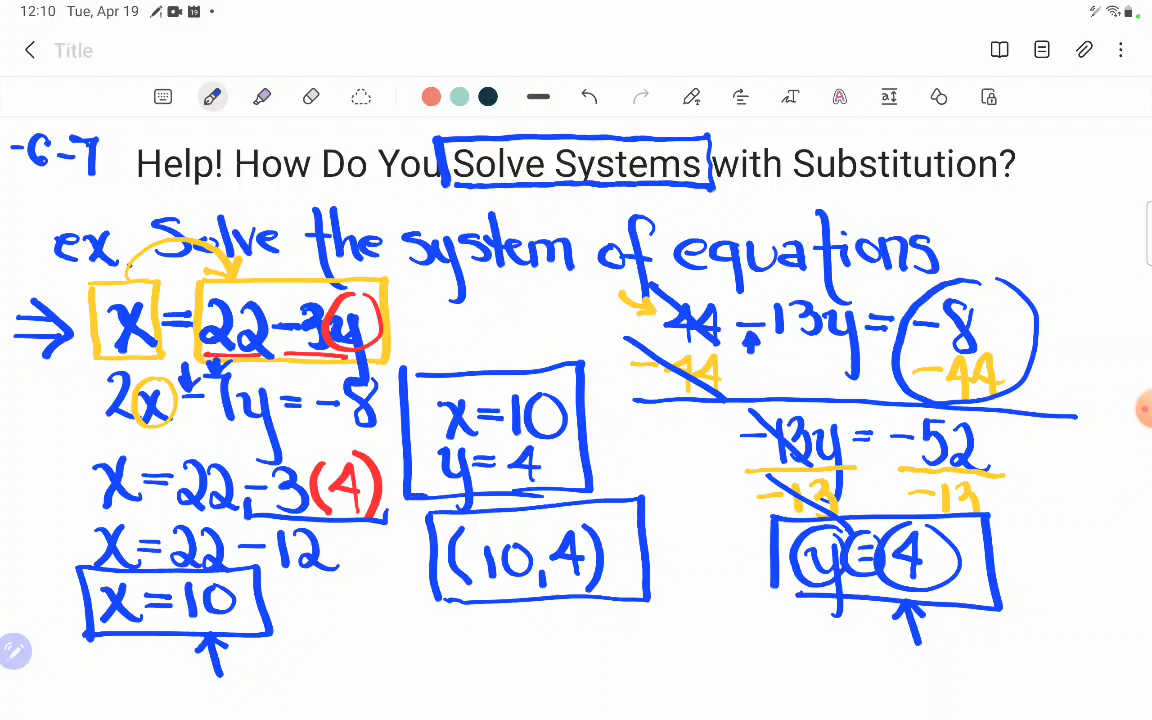 12:10 Tue, Apr 19
Title
-6-7
Help! How Do You Solve Systems with Substitution?
ex. Solve the system of equations
x = 22 - 3y
2x - 7y = -8
x = 22 - 3(4)
x = 22 - 12
x = 10
x = 10
y = 4
(10, 4)
44 - 13y = -8
-44 -44
-13y = -52
-13 -13
y = 4